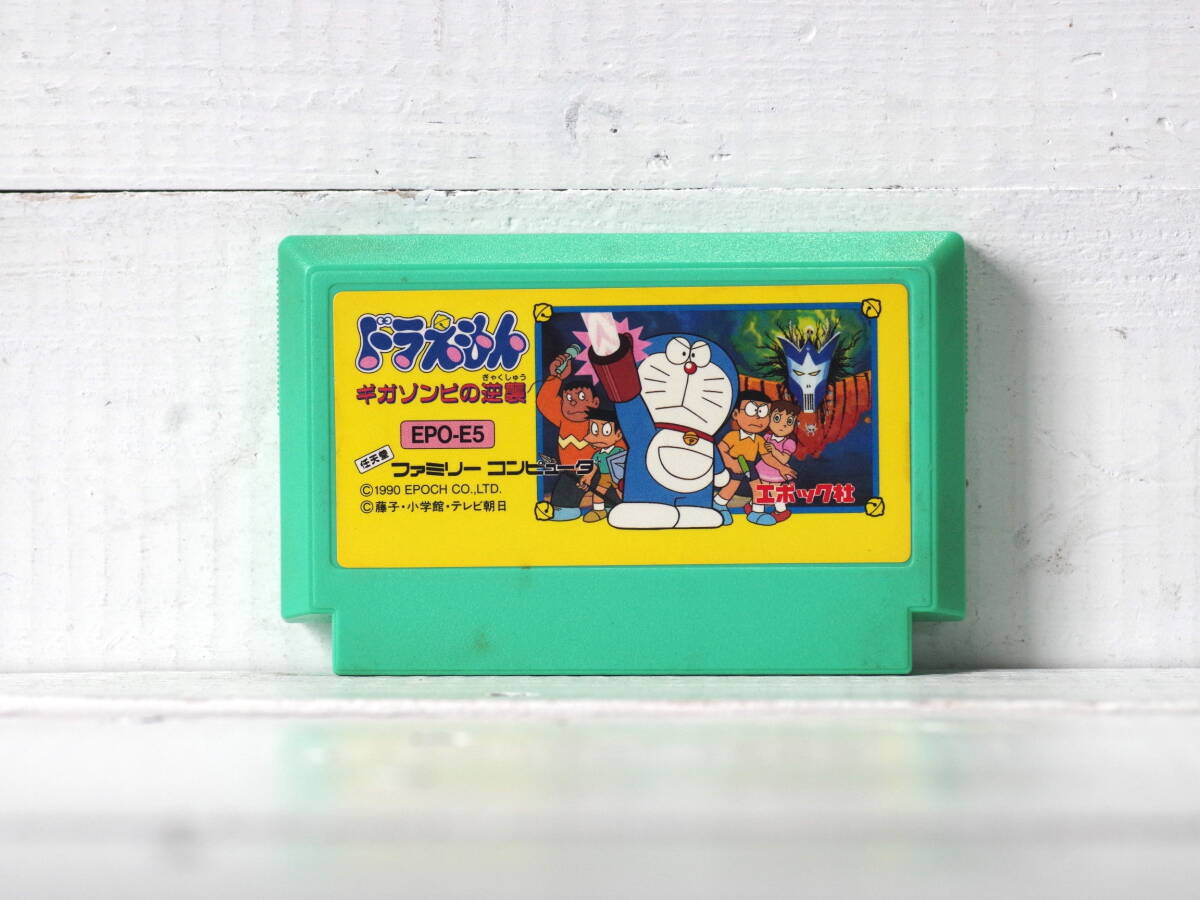 ドラえもん
ぎゃくしゅう
ギガゾンビの逆襲
EPO-E5
任天堂
ファミリー コンピュータ
©1990 EPOCH CO.,LTD.
©藤子・小学館・テレビ朝日
エポック社